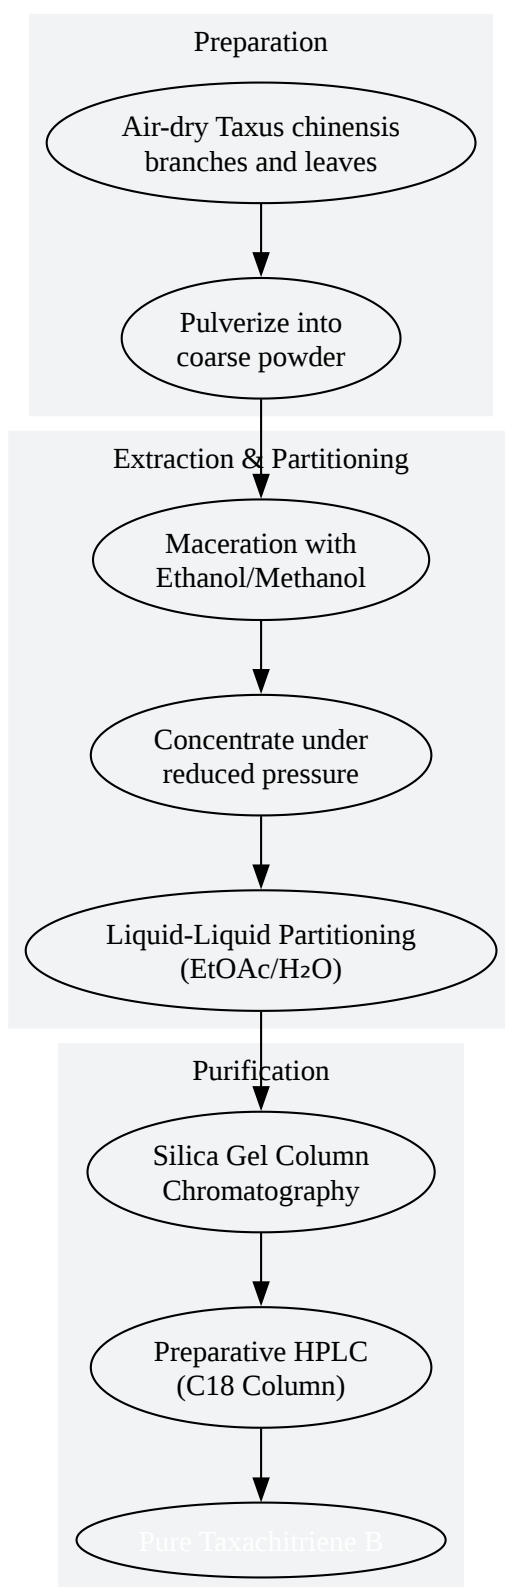 Preparation
Air-dry Taxus chinensis
branches and leaves
Pulverize into
coarse powder
Extraction & Partitioning
Maceration with
Ethanol/Methanol
Concentrate under
reduced pressure
Liquid-Liquid Partitioning
(EtOAc/H₂O)
Purification
Silica Gel Column
Chromatography
Preparative HPLC
(C18 Column)
Pure Taxachitriene B